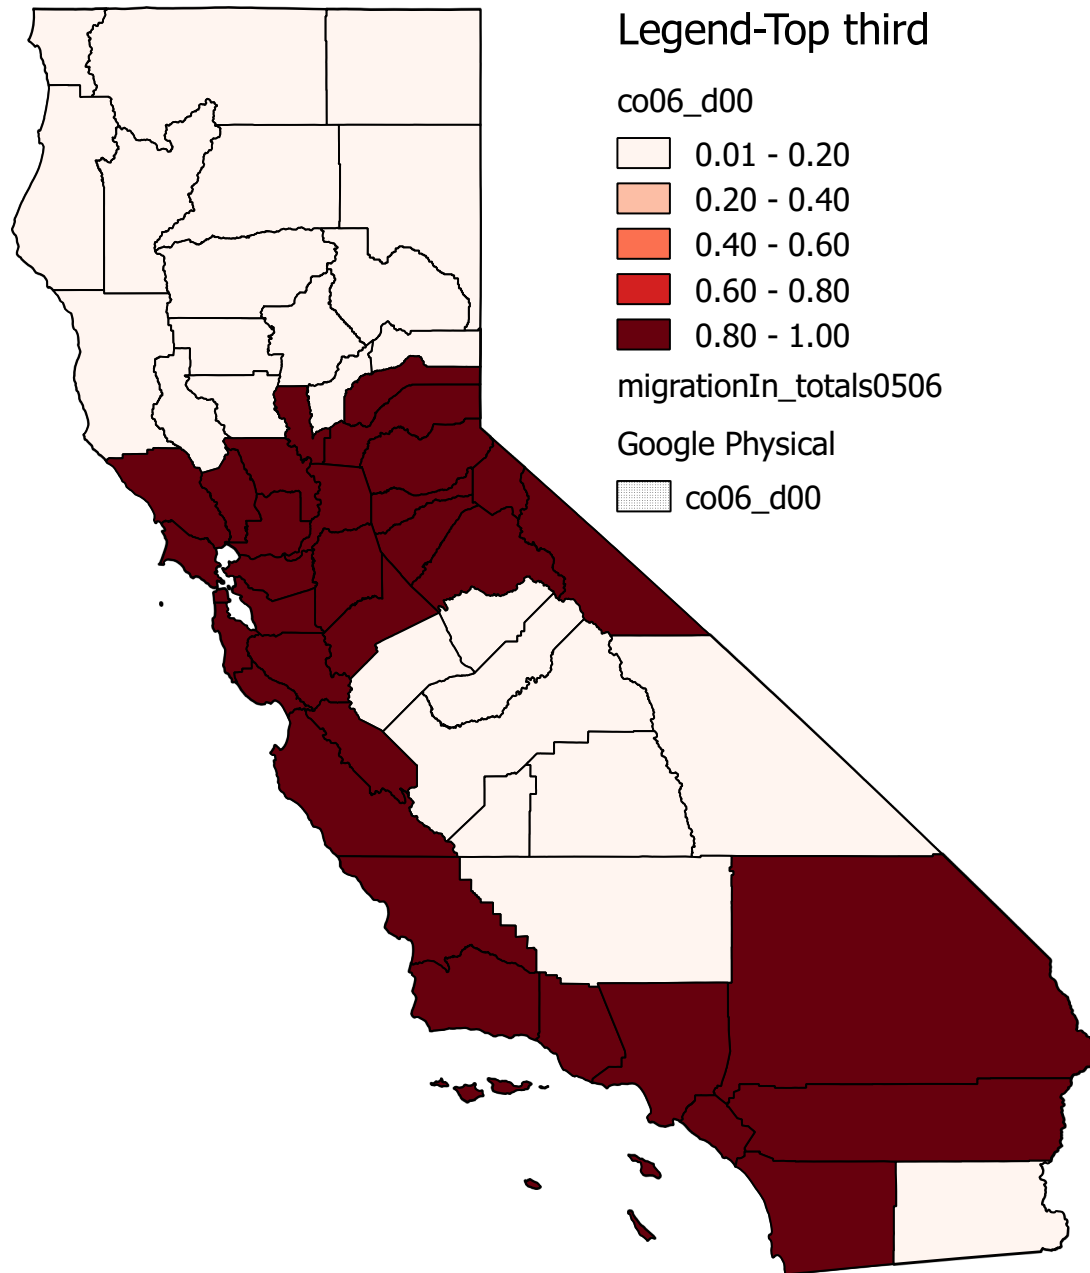 Legend-Top third
co06_d00
0.01 - 0.20
0.20 - 0.40
0.40 - 0.60
0.60 - 0.80
0.80 - 1.00
migrationIn_totals0506
Google Physical
co06_d00